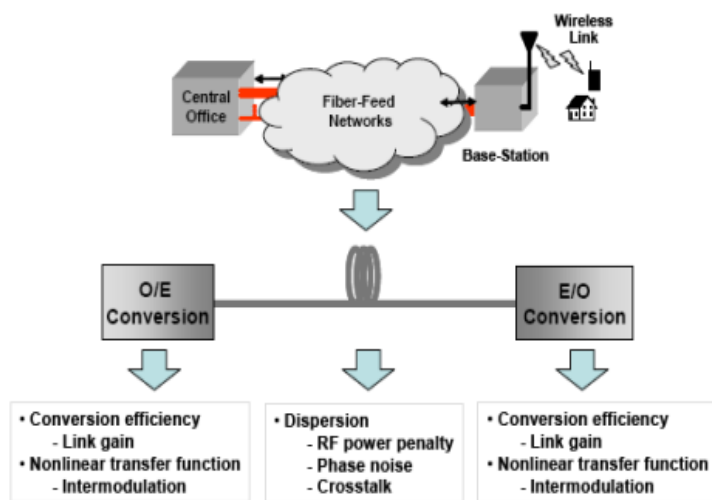 Wireless
Link
Central
Office
Fiber-Feed
Networks
Base-Station
O/E
Conversion
E/O
Conversion
• Conversion efficiency
- Link gain
• Nonlinear transfer function
- Intermodulation
• Dispersion
- RF power penalty
- Phase noise
- Crosstalk
• Conversion efficiency
- Link gain
• Nonlinear transfer function
- Intermodulation